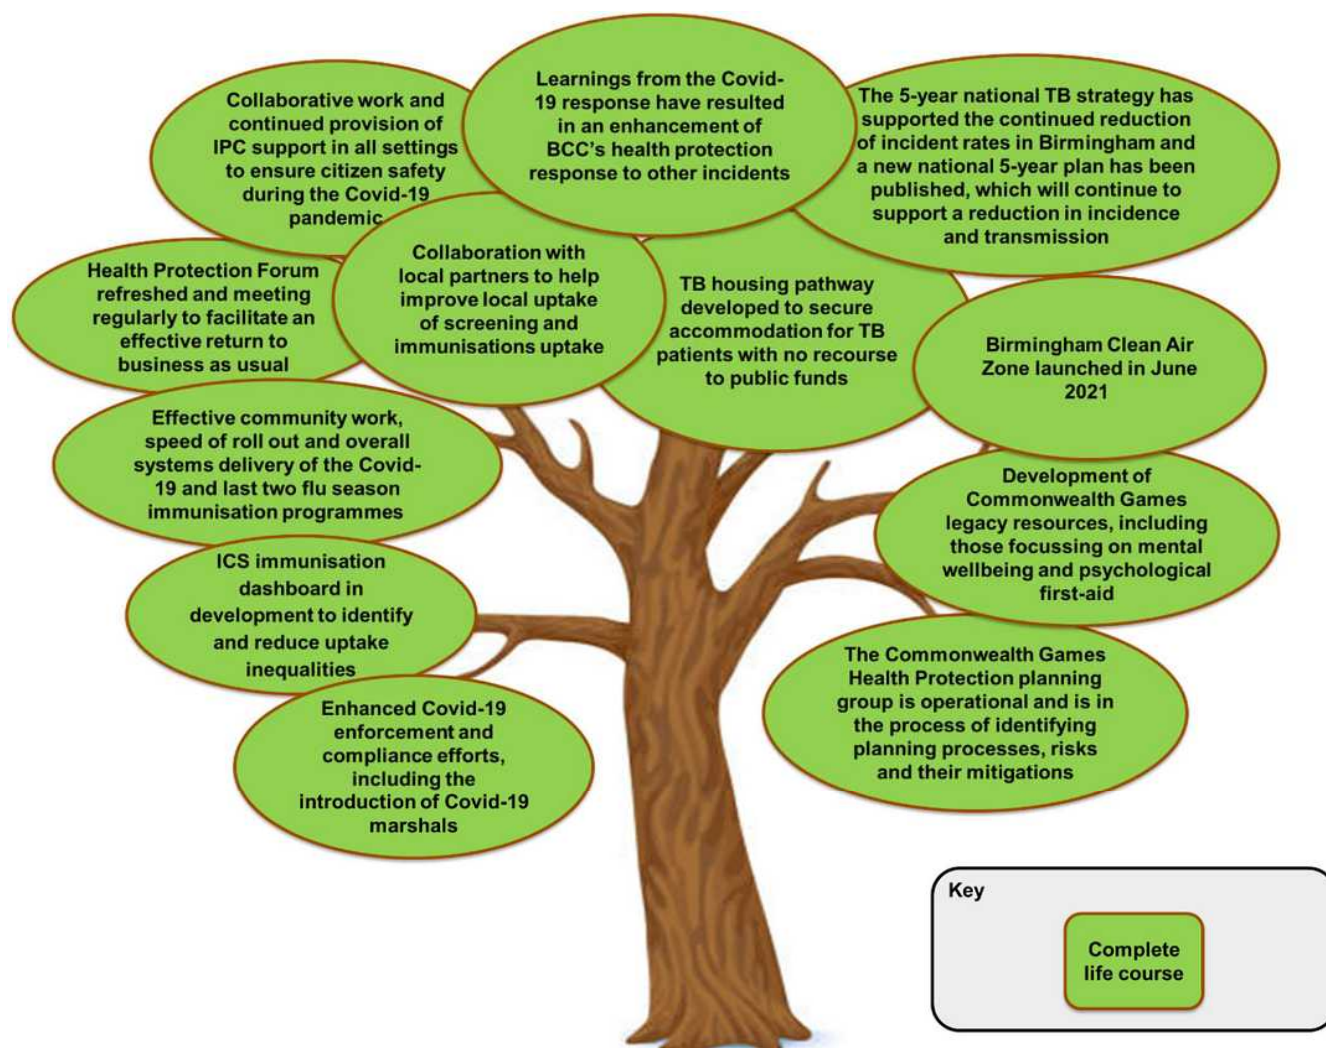 Collaborative work and
continued provision of
IPC support in all settings
to ensure citizen safety
during the Covid-19
pandemic
Learnings from the Covid-
19 response have resulted
in an enhancement of
BCC's health protection
response to other incidents
The 5-year national TB strategy has
supported the continued reduction
of incident rates in Birmingham and
a new national 5-year plan has been
published, which will continue to
support a reduction in incidence
and transmission
Health Protection Forum
refreshed and meeting
regularly to facilitate an
effective return to
business as usual
Collaboration with
local partners to help
improve local uptake
of screening and
immunisations uptake
TB housing pathway
developed to secure
accommodation for TB
patients with no recourse
to public funds
Birmingham Clean Air
Zone launched in June
2021
Effective community work,
speed of roll out and overall
systems delivery of the Covid-
19 and last two flu season
immunisation programmes
Development of
Commonwealth Games
legacy resources, including
those focussing on mental
wellbeing and psychological
first-aid
ICS immunisation
dashboard in
development to identify
and reduce uptake
inequalities
The Commonwealth Games
Health Protection planning
group is operational and is in
the process of identifying
planning processes, risks
and their mitigations
Enhanced Covid-19
enforcement and
compliance efforts,
including the
introduction of Covid-19
marshals
Key
Complete
life course